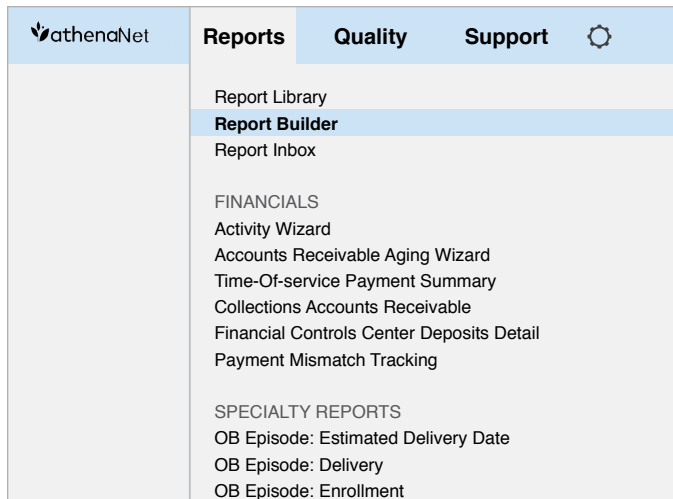 athenaNet
Reports Quality Support
Report Library
Report Builder
Report Inbox
FINANCIALS
Activity Wizard
Accounts Receivable Aging Wizard
Time-Of-service Payment Summary
Collections Accounts Receivable
Financial Controls Center Deposits Detail
Payment Mismatch Tracking
SPECIALTY REPORTS
OB Episode: Estimated Delivery Date
OB Episode: Delivery
OB Episode: Enrollment